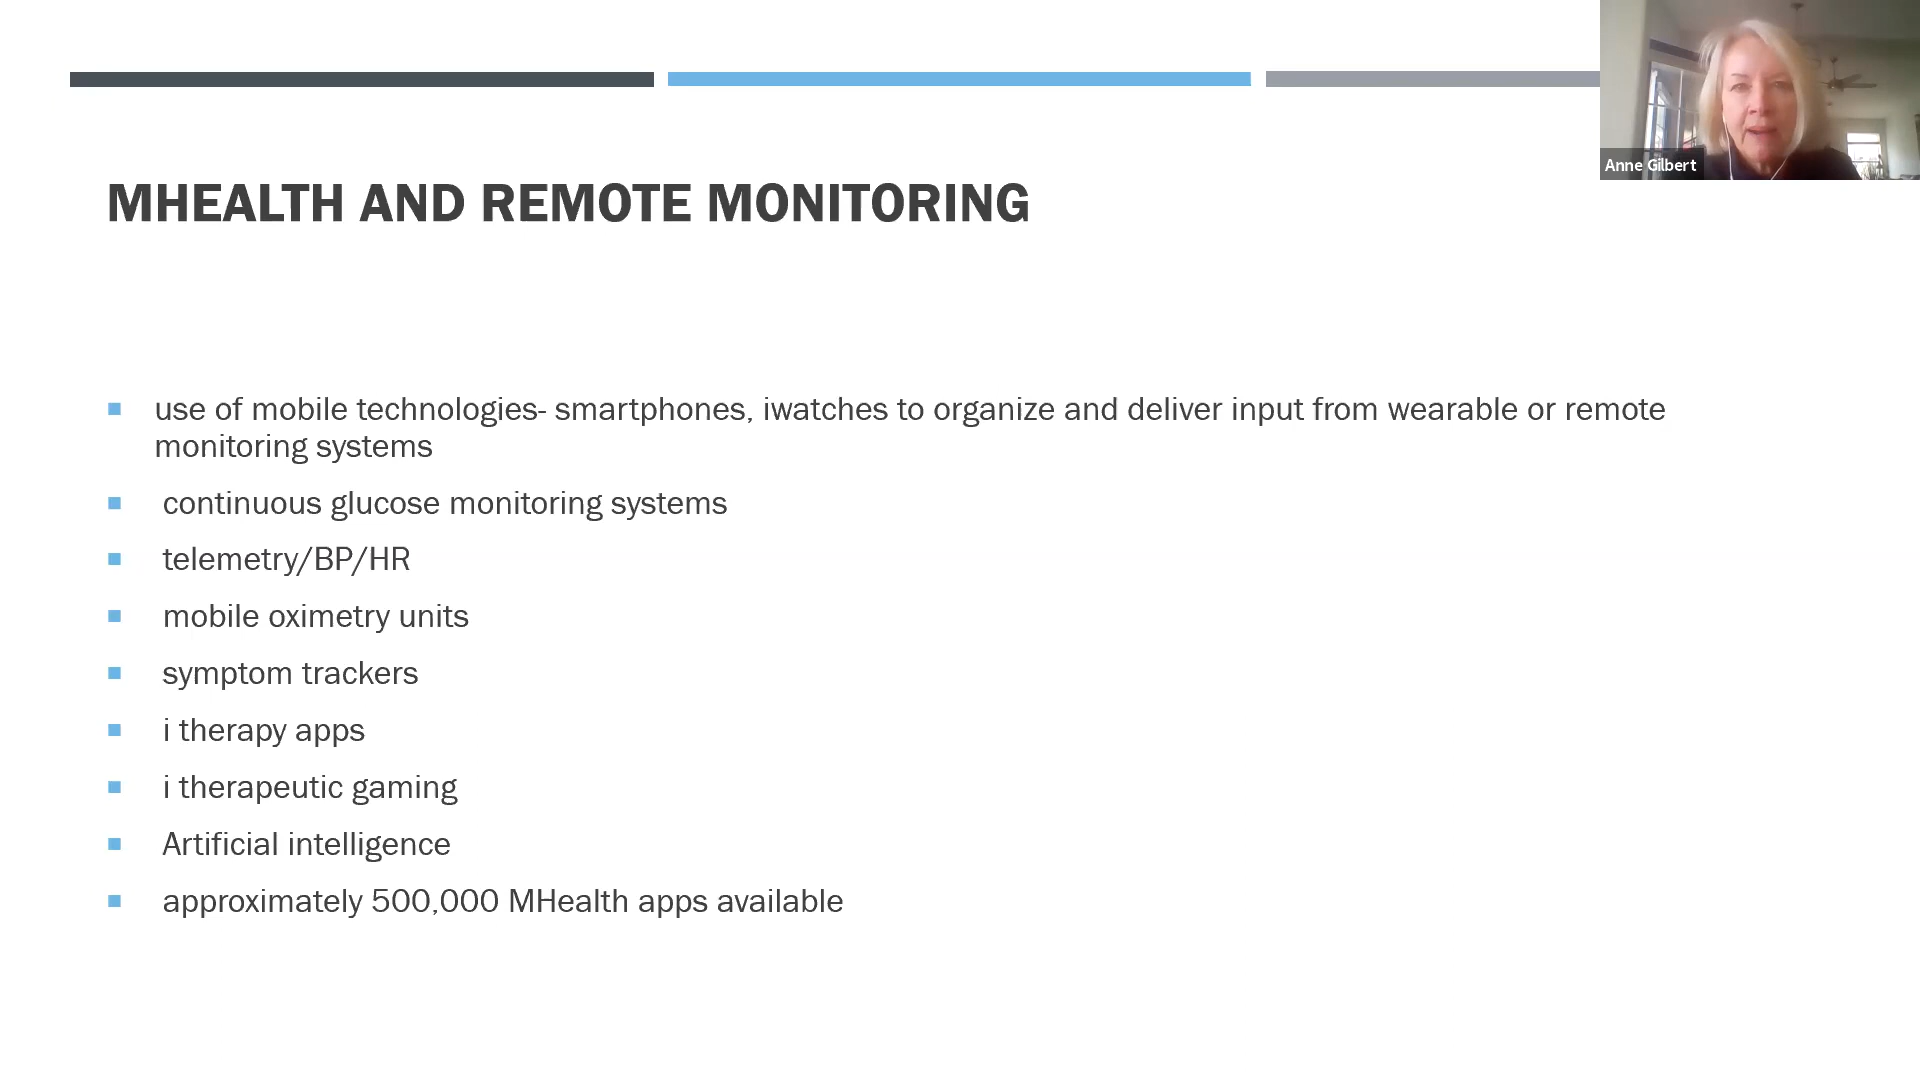 Anne Gilbert
MHEALTH AND REMOTE MONITORING
use of mobile technologies- smartphones, iwatches to organize and deliver input from wearable or remote
monitoring systems
continuous glucose monitoring systems
telemetry/BP/HR
mobile oximetry units
symptom trackers
i therapy apps
i therapeutic gaming
Artificial intelligence
approximately 500,000 MHealth apps available